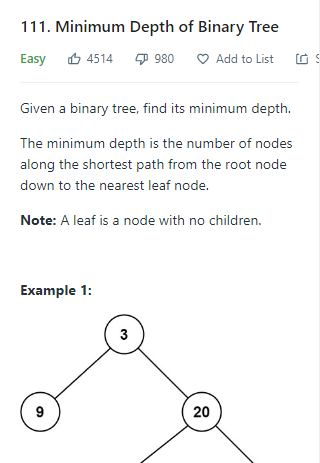 111. Minimum Depth of Binary Tree
Easy 4514 980 Add to List
Given a binary tree, find its minimum depth.
The minimum depth is the number of nodes
along the shortest path from the root node
down to the nearest leaf node.
Note: A leaf is a node with no children.
Example 1:
3
9 20